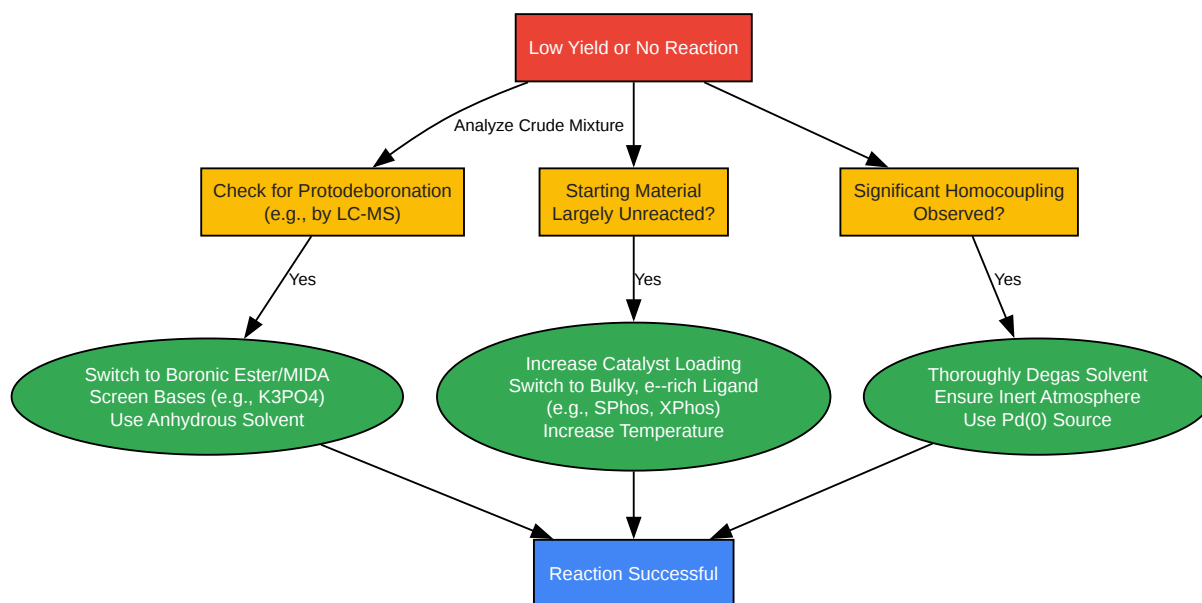 Low Yield or No Reaction
Analyze Crude Mixture
Check for Protodeboronation
(e.g., by LC-MS)
Starting Material
Largely Unreacted?
Significant Homocoupling
Observed?
Yes
Yes
Yes
Switch to Boronic Ester/MIDA
Screen Bases (e.g., K3PO4)
Use Anhydrous Solvent
Increase Catalyst Loading
Switch to Bulky, e--rich Ligand
(e.g., SPhos, XPhos)
Increase Temperature
Thoroughly Degas Solvent
Ensure Inert Atmosphere
Use Pd(0) Source
Reaction Successful